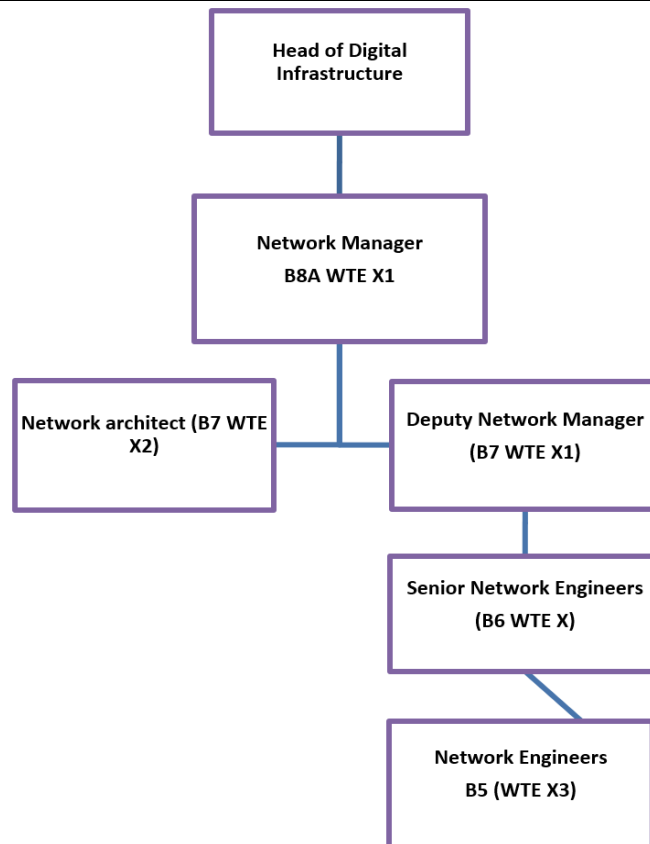 Head of Digital
Infrastructure
Network Manager
B8A WTE X1
Network architect (B7 WTE
X2)
Deputy Network Manager
(B7 WTE X1)
Senior Network Engineers
(B6 WTE X)
Network Engineers
B5 (WTE X3)